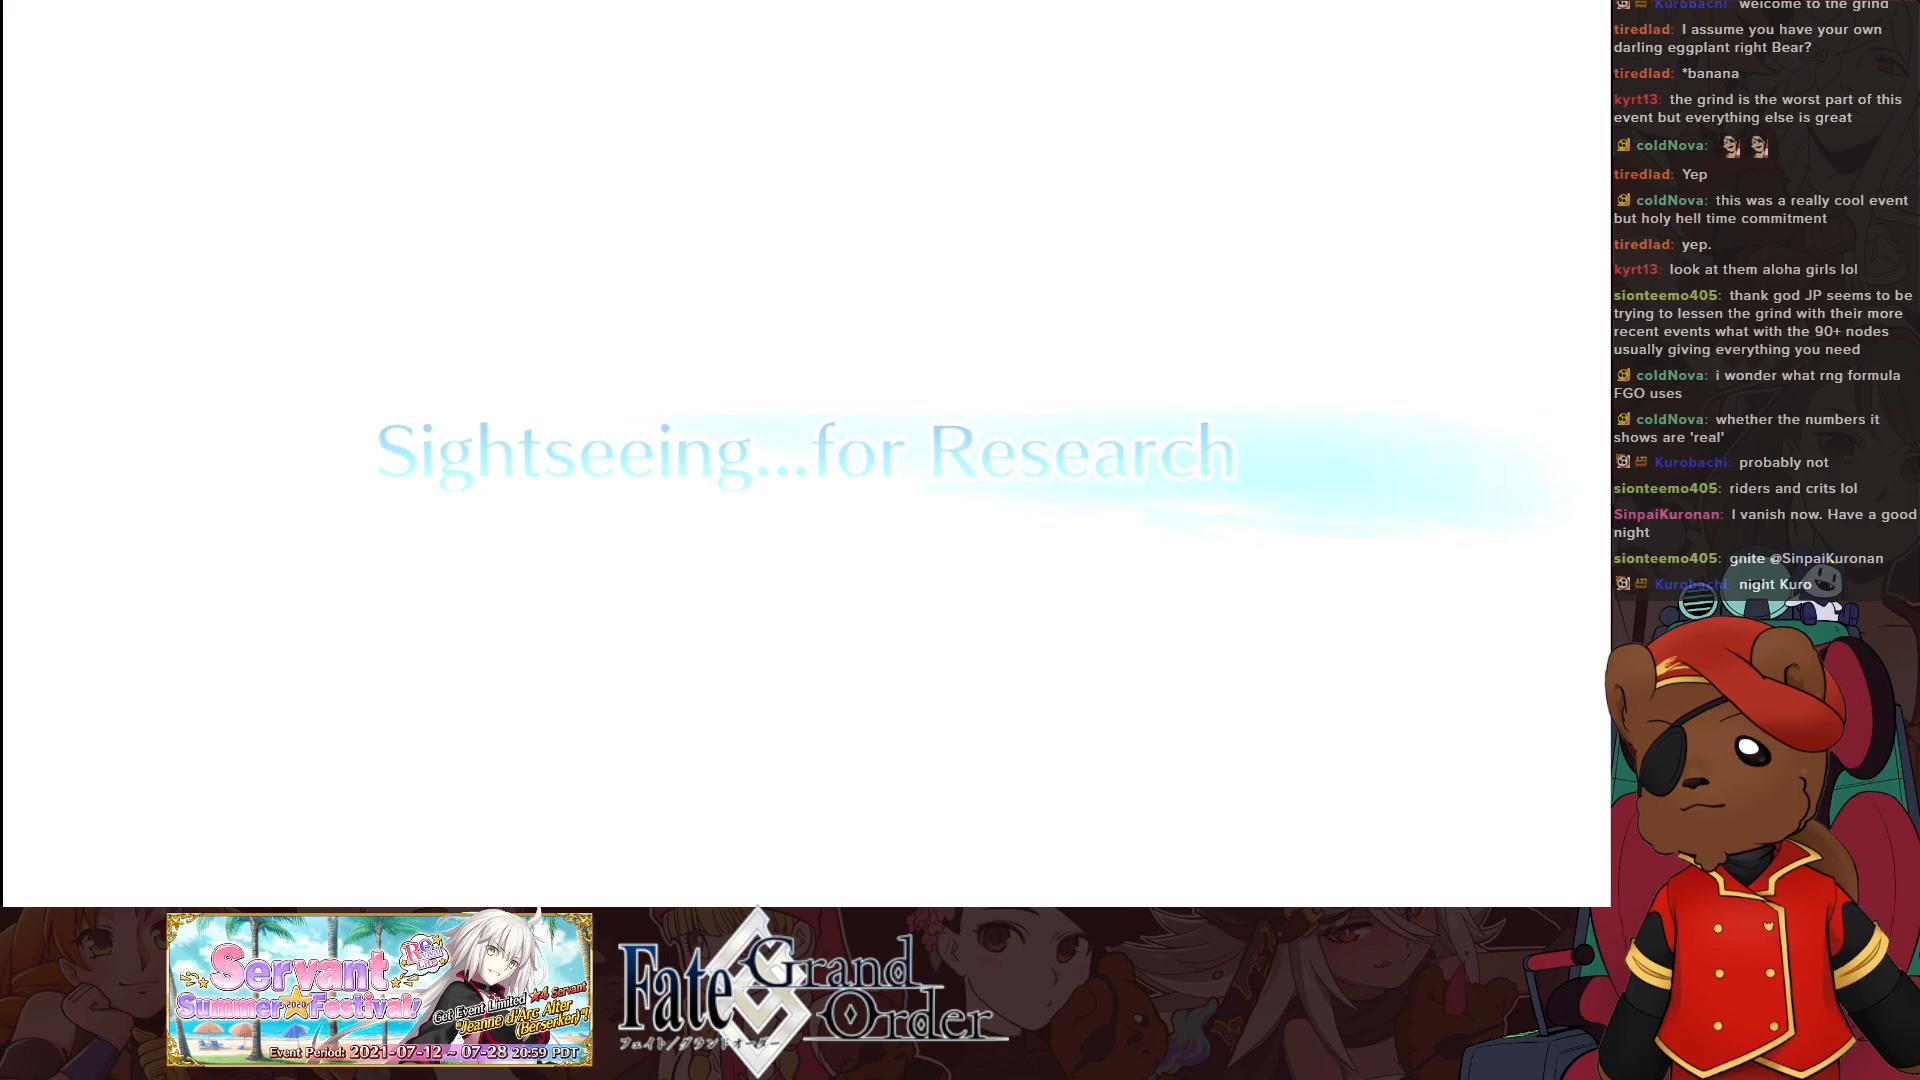 Sightseeing...for Research
Kurobachi: welcome to the grind
tiredlad: I assume you have your own
darling eggplant right Bear?
tiredlad: *banana
kyrt13: the grind is the worst part of this
event but everything else is great
coldNova:
tiredlad: Yep
coldNova: this was a really cool event
but holy hell time commitment
tiredlad: yep.
kyrt13: look at them aloha girls lol
sionteemo405: thank god JP seems to be
trying to lessen the grind with their more
recent events what with the 90+ nodes
usually giving everything you need
coldNova: i wonder what rng formula
FGO uses
coldNova: whether the numbers it
shows are 'real'
Kurobachi: probably not
sionteemo405: riders and crits lol
SinpaiKuronan: I vanish now. Have a good
night
sionteemo405: gnite @SinpaiKuronan
Kurobachi: night Kuro
Servant
Summer 2020 Festival!
Get Event Limited ★4 Servant
"Jeanne d'Arc Alter
(Berserker)"!
Event Period: 2021-07-12 ~ 07-28 20:59 PDT
Fate
Grand
Order
フェイト/グランドオーダー